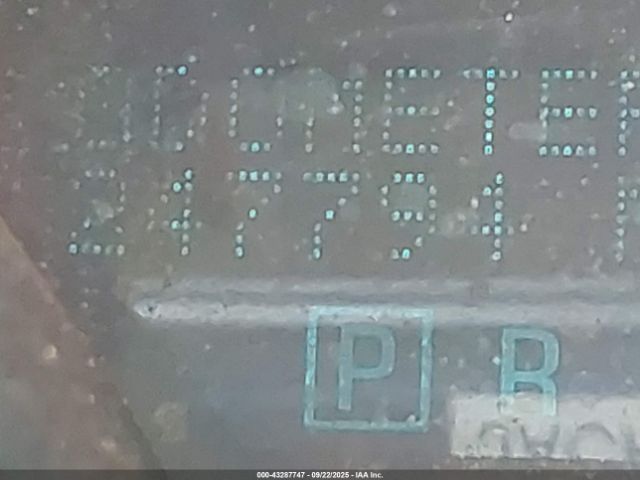 ODOMETER
247794
P R
000-43287747 - 09/22/2025 - IAA Inc.